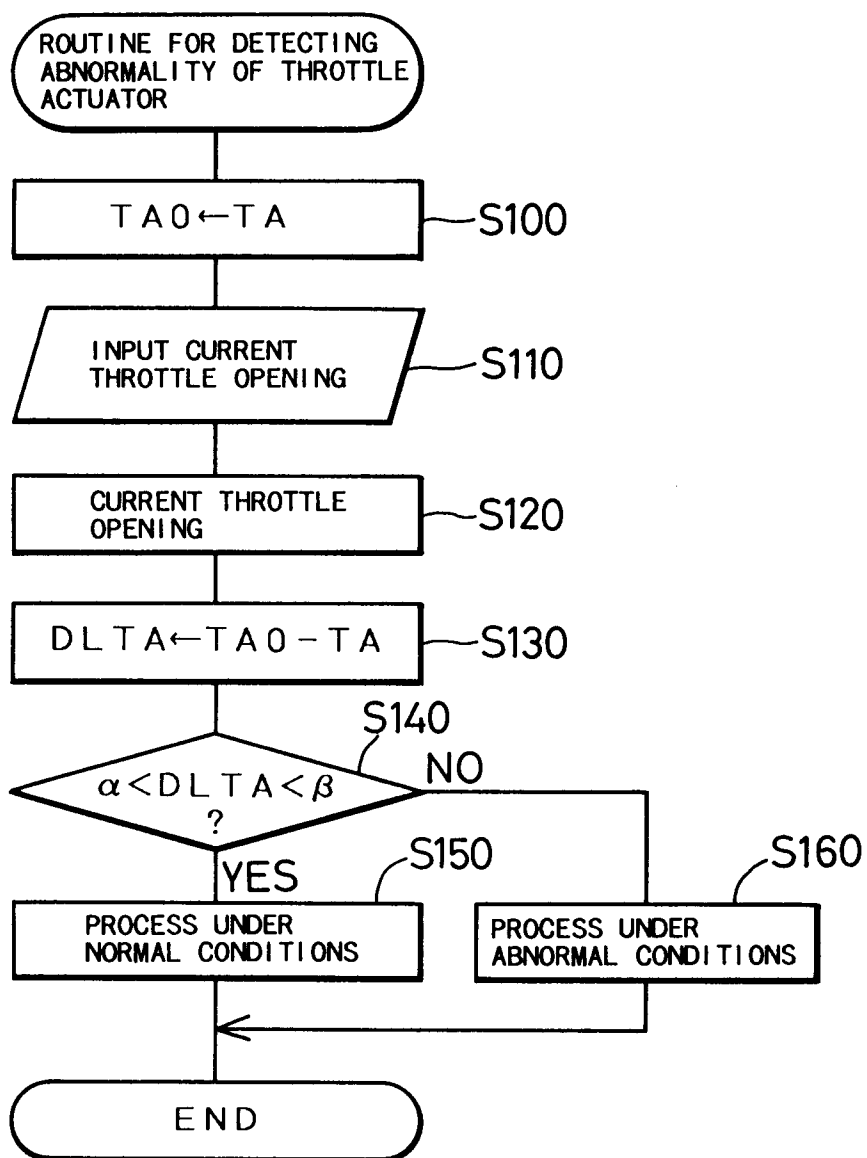 ROUTINE FOR DETECTING
ABNORMALITY OF THROTTLE
ACTUATOR
TA0←TA
S100
INPUT CURRENT
THROTTLE OPENING
S110
CURRENT THROTTLE
OPENING
S120
DLTA←TA0-TA
S130
S140
α<DLTA<β
?
NO
YES
S150
S160
PROCESS UNDER
NORMAL CONDITIONS
PROCESS UNDER
ABNORMAL CONDITIONS
END